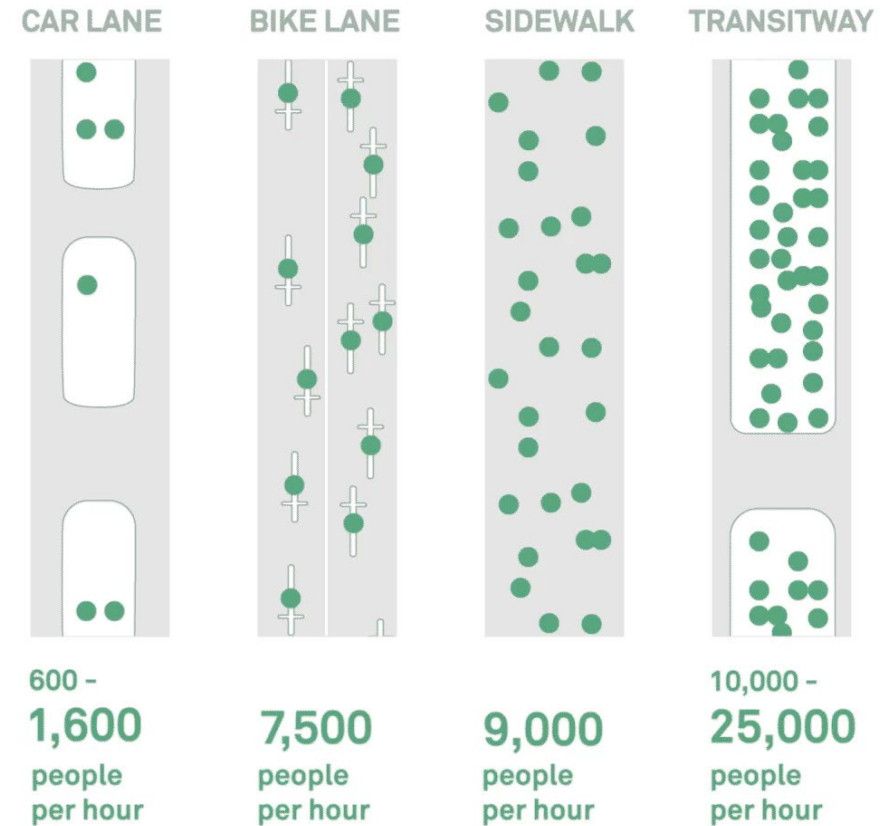 CAR LANE
BIKE LANE
SIDEWALK
TRANSITWAY
600 -
1,600
people
per hour
7,500
people
per hour
9,000
people
per hour
10,000 -
25,000
people
per hour